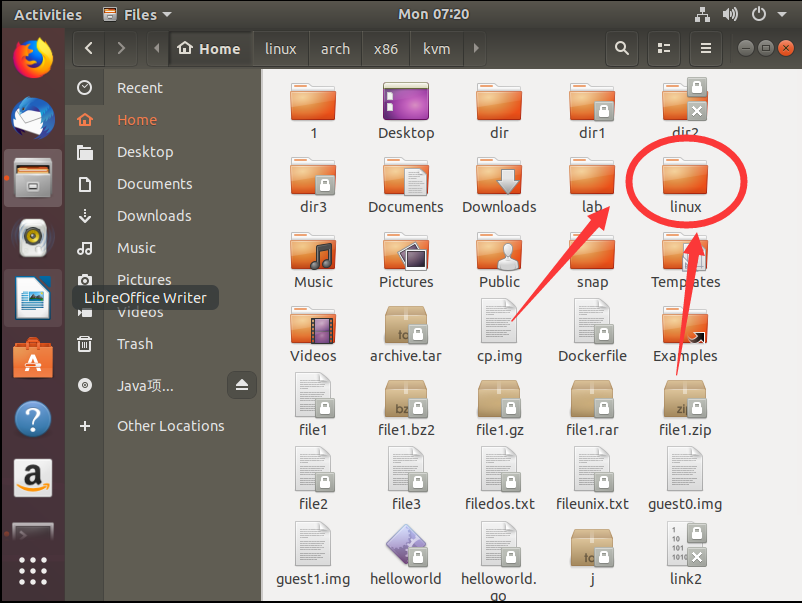 Activities Files Mon 07:20
Home linux arch x86 kvm
Recent
Home
Desktop
Documents
Downloads
Music
Pictures
LibreOffice Writer
Videos
Trash
Java项...
Other Locations
1 Desktop dir dir1 dir2
dir3 Documents Downloads lab linux
Music Pictures Public snap Templates
Videos archive.tar cp.img Dockerfile Examples
file1 file1.bz2 file1.gz file1.rar file1.zip
file2 file3 filedos.txt fileunix.txt guest0.img
guest1.img helloworld helloworld. j link2
go